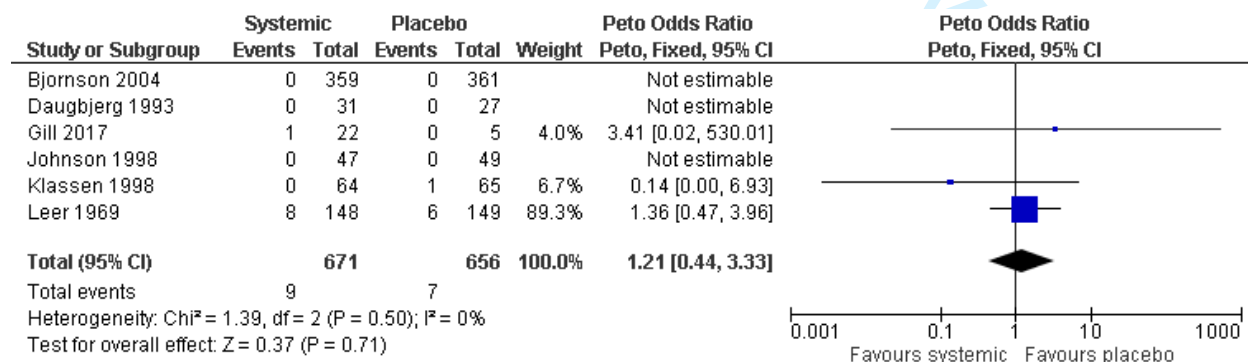 Systemic Placebo Peto Odds Ratio Peto Odds Ratio
Study or Subgroup Events Total Events Total Weight Peto, Fixed, 95% CI Peto, Fixed, 95% CI
Bjornson 2004 0 359 0 361 Not estimable
Daugbjerg 1993 0 31 0 27 Not estimable
Gill 2017 1 22 0 5 4.0% 3.41 [0.02, 530.01]
Johnson 1998 0 47 0 49 Not estimable
Klassen 1998 0 64 1 65 6.7% 0.14 [0.00, 6.93]
Leer 1969 8 148 6 149 89.3% 1.36 [0.47, 3.96]
Total (95% CI) 671 656 100.0% 1.21 [0.44, 3.33]
Total events 9 7
Heterogeneity: Chi² = 1.39, df = 2 (P = 0.50); I² = 0%
Test for overall effect: Z = 0.37 (P = 0.71)
0.001 0.1 1 10 1000
Favours systemic Favours placebo